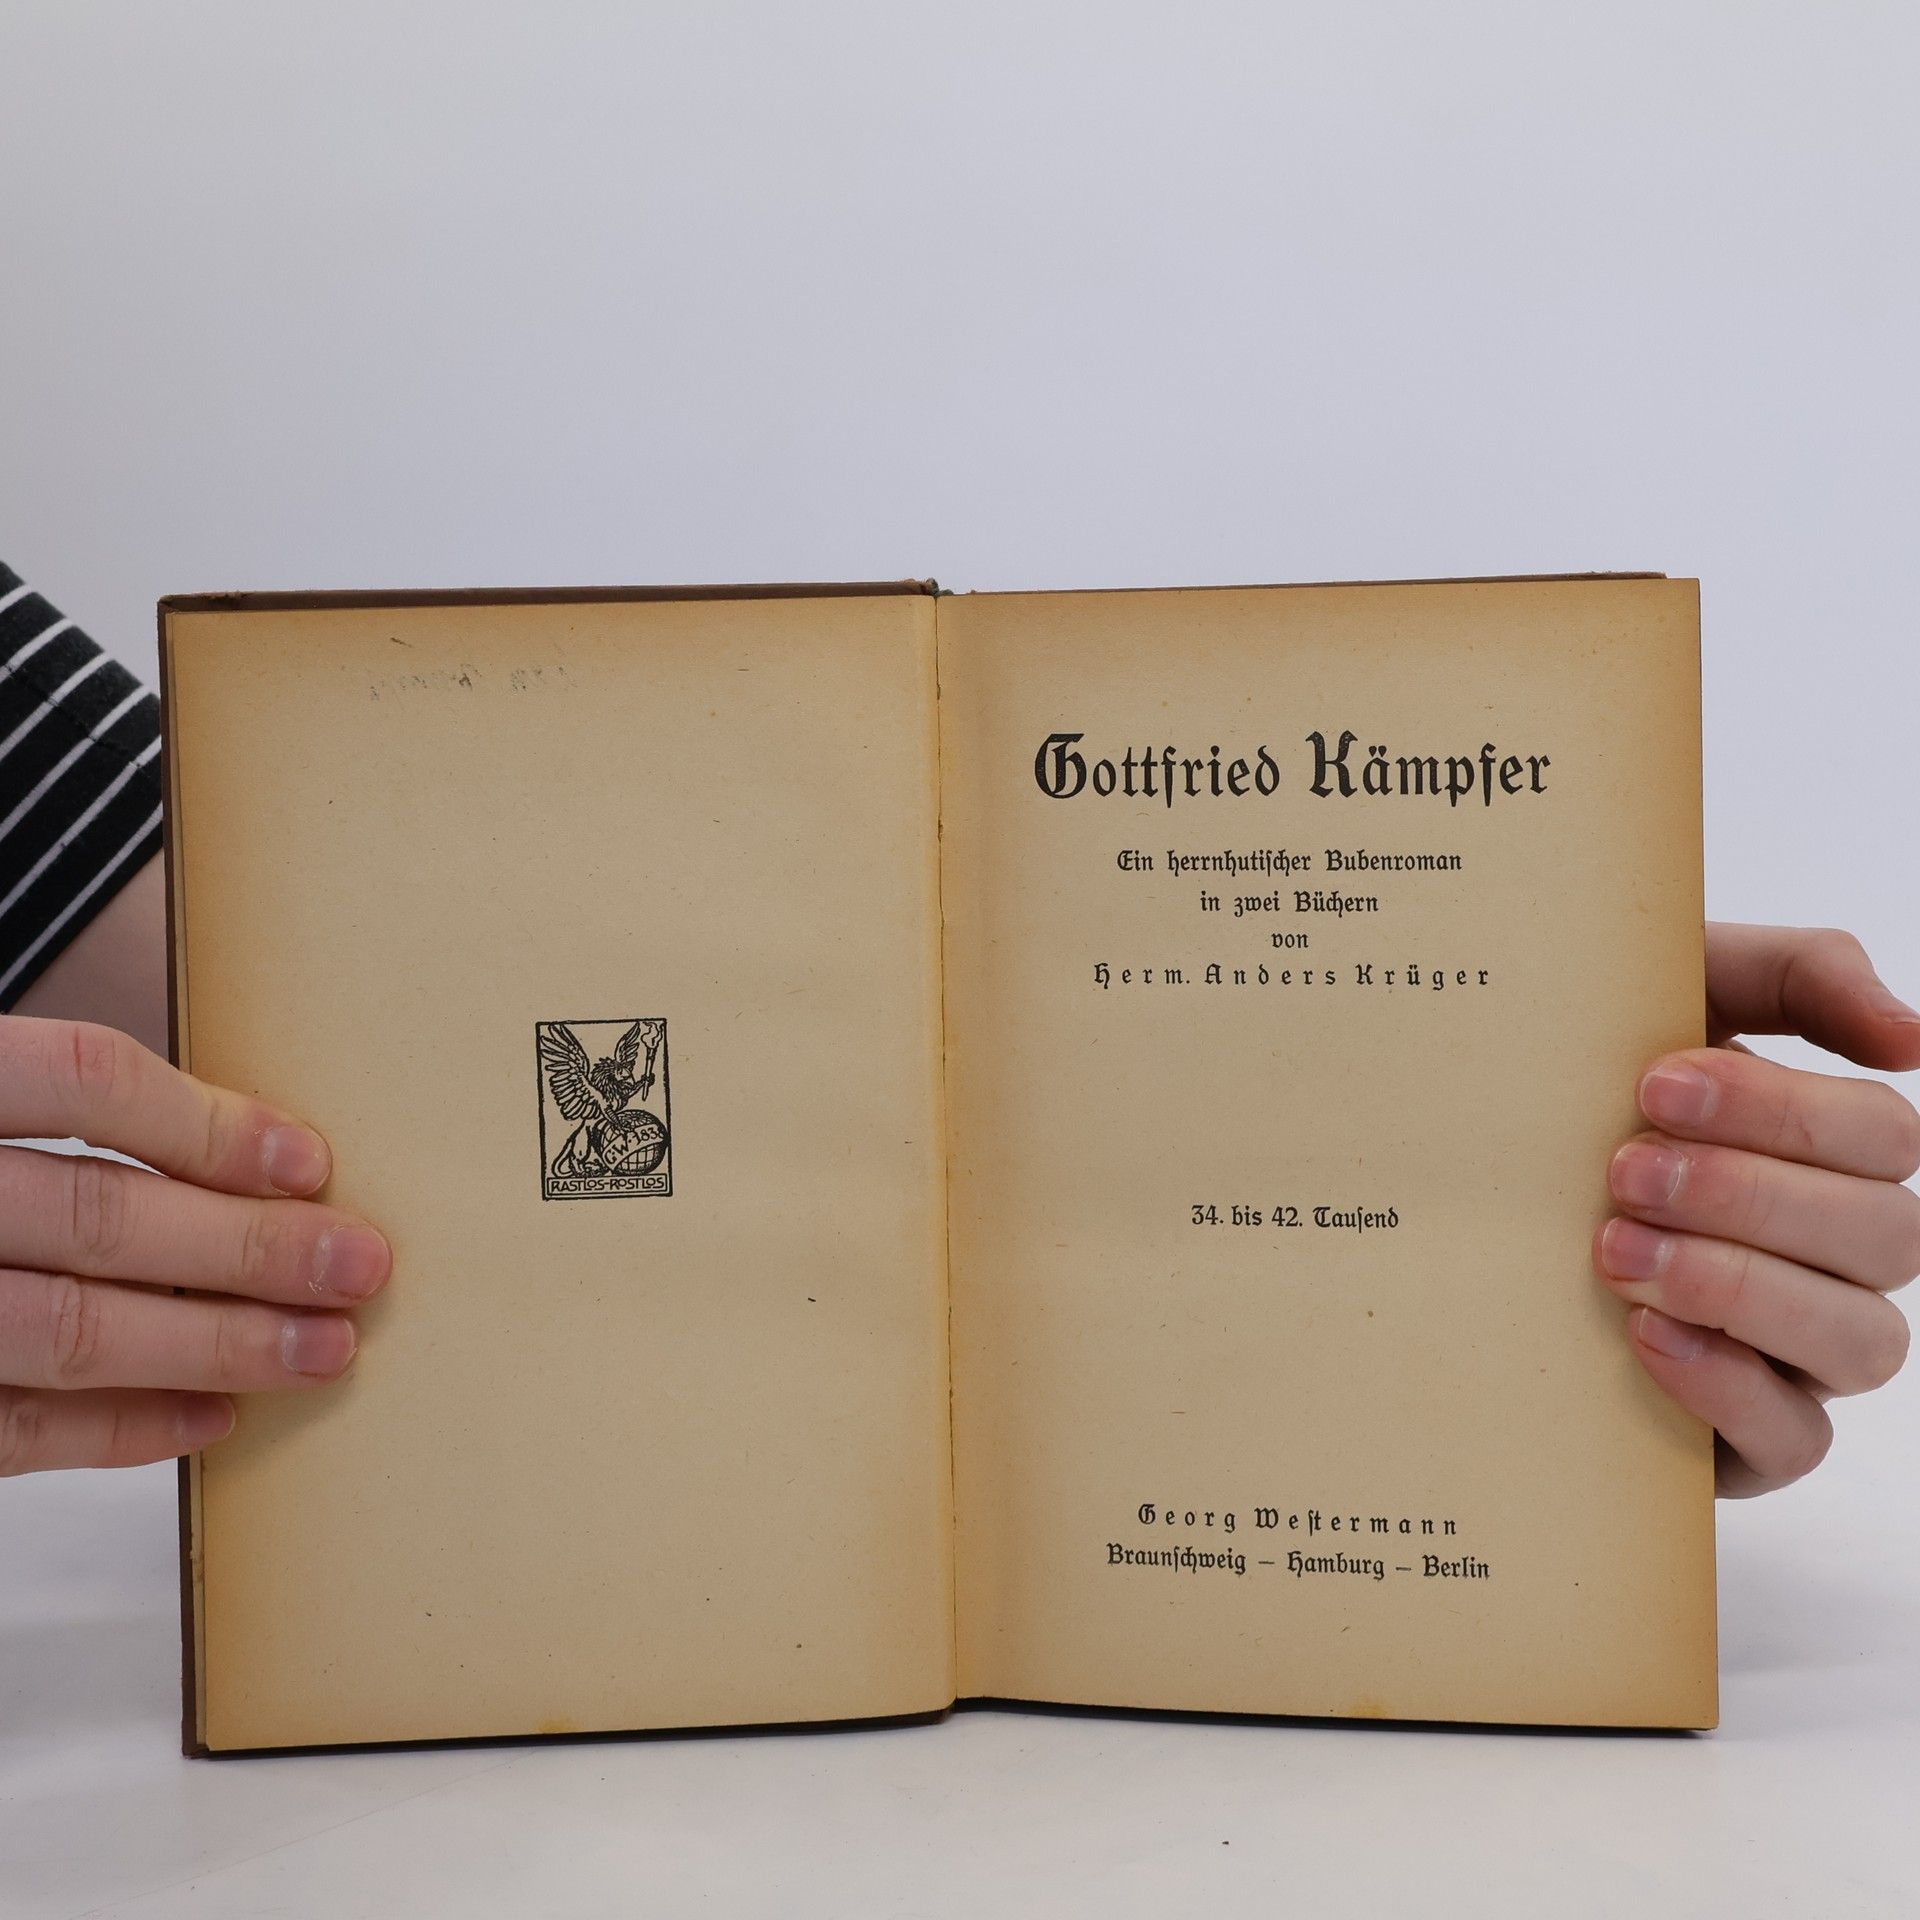 G.W. 1838
RASTLOS-ROSTLOS
Gottfried Kämpfer
Ein herrnhutiſcher Bubenroman
in zwei Büchern
von
Herm. Anders Krüger
34. bis 42. Tauſend
Georg Weſtermann
Braunſchweig – Hamburg – Berlin